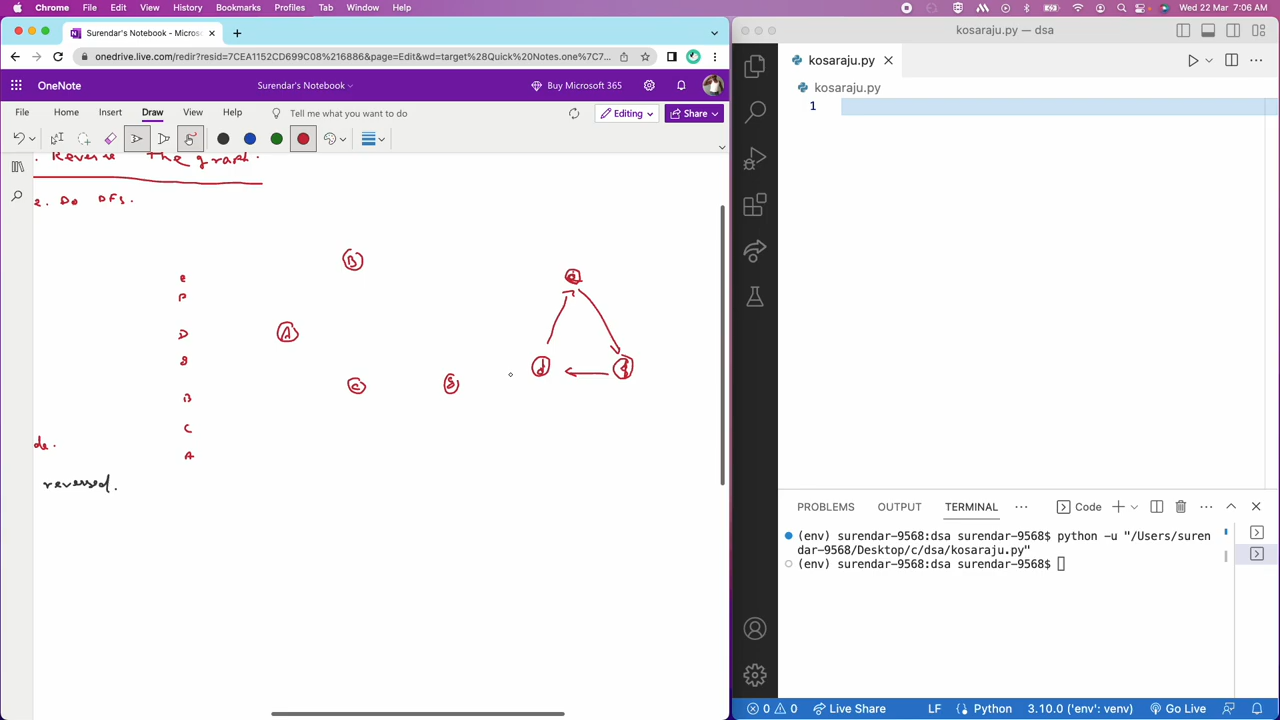 Chrome File Edit View History Bookmarks Profiles Tab Window Help Wed 22 Mar 7:06 AM
Surendar's Notebook – Micros
onedrive.live.com/redir?resid=7CEA1152CD699C08%216886&page=Edit&wd=target%28Quick%20Notes.one%7C7...
OneNote Surendar's Notebook Buy Microsoft 365
File Home Insert Draw View Help Tell me what you want to do Editing Share
. Reverse The graph.
2. Do DFS.
B
e
F
D
A
g
c g d f
B
C
de.
A
reversed.
kosaraju.py — dsa
kosaraju.py
kosaraju.py
1
PROBLEMS OUTPUT TERMINAL ... Code
(env) surendar-9568:dsa surendar-9568$ python -u "/Users/suren
dar-9568/Desktop/c/dsa/kosaraju.py"
(env) surendar-9568:dsa surendar-9568$
0 0 Live Share LF Python 3.10.0 ('env': venv) Go Live